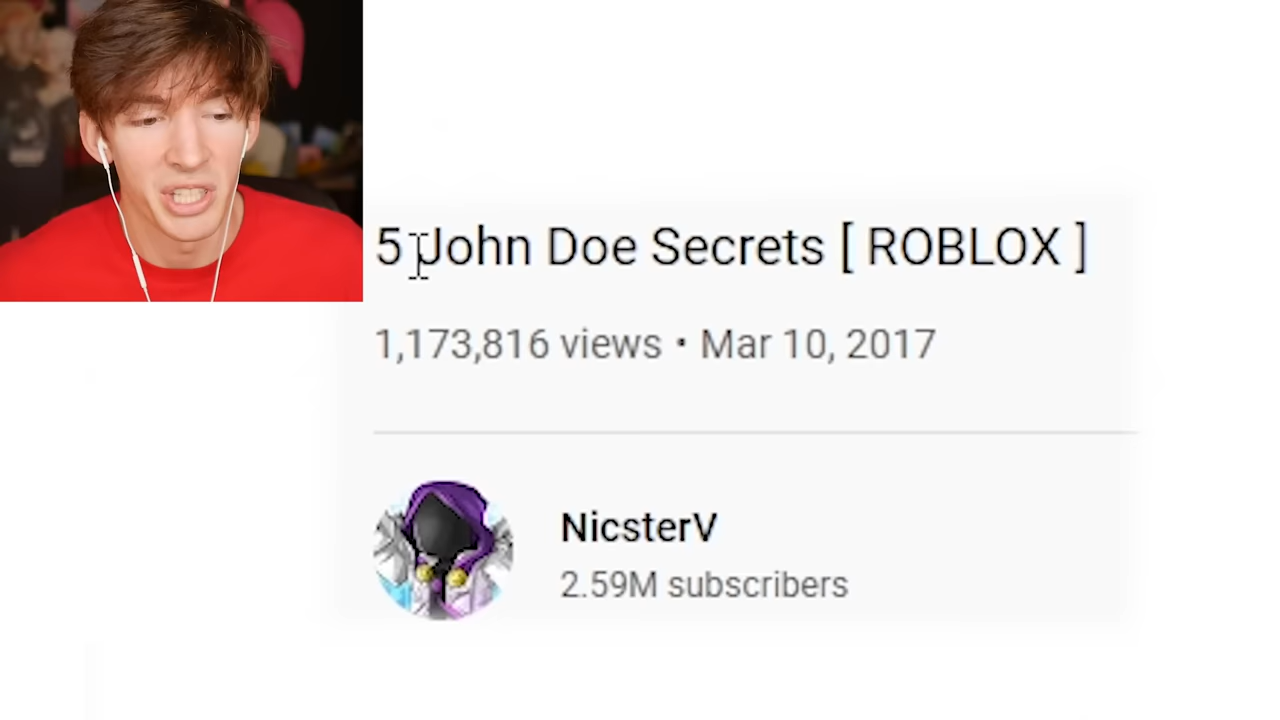 5 John Doe Secrets [ ROBLOX ]
1,173,816 views • Mar 10, 2017
NicsterV
2.59M subscribers